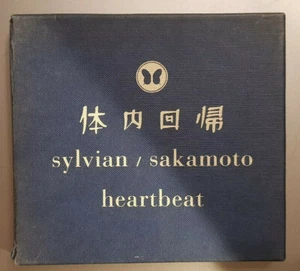 体内回帰
sylvian / sakamoto
heartbeat